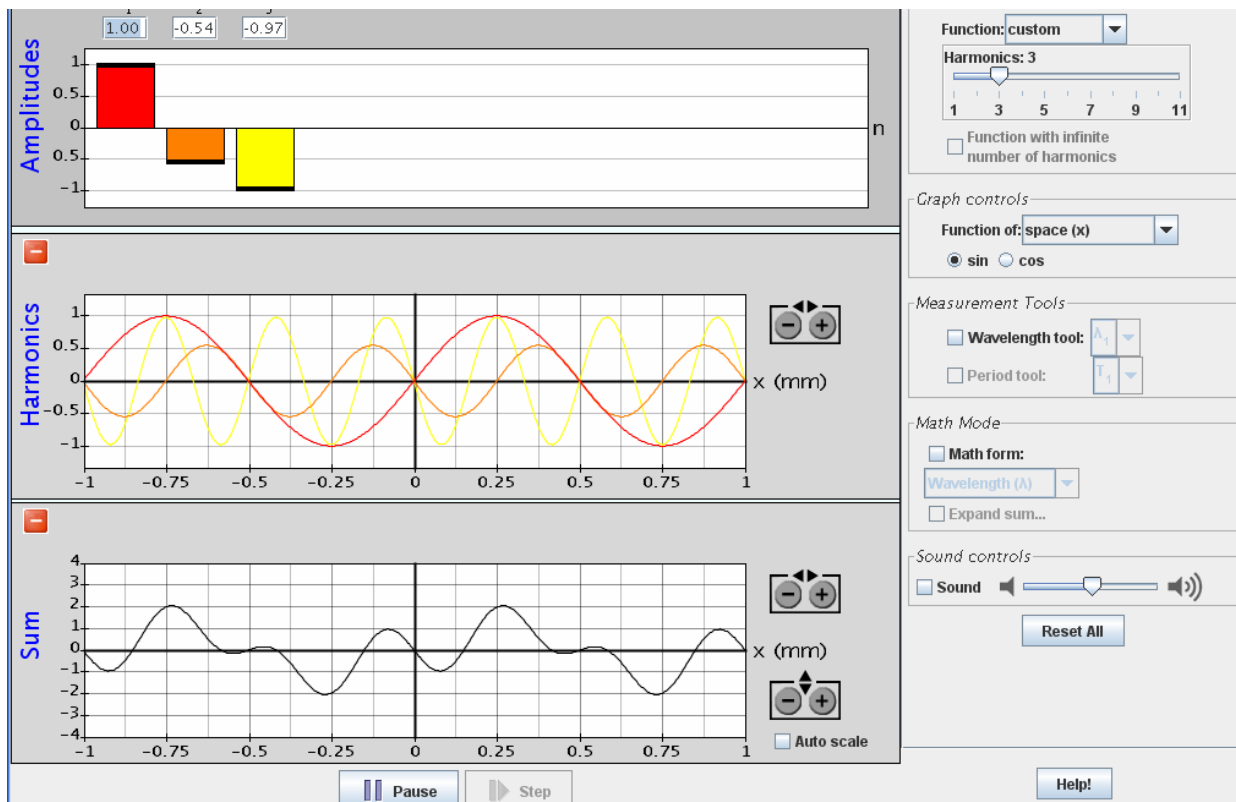 2
1.00 -0.54 -0.97
Amplitudes
1
0.5
0
0.5
−1
n
Function: custom
Harmonics: 3
1 3 5 7 9 11
Function with infinite
number of harmonics
Graph controls
Function of: space (x)
sin cos
Harmonics
1
0.5
0
−0.5
−1
x (mm)
−1 −0.75 −0.5 −0.25 0 0.25 0.5 0.75 1
Measurement Tools
Wavelength tool: λ1
Period tool: T1
Math Mode
Math form:
Wavelength (λ)
Expand sum...
Sum
4
3
2
1
0
−1
−2
−3
−4
x (mm)
−1 −0.75 −0.5 −0.25 0 0.25 0.5 0.75 1
Auto scale
Sound controls
Sound
Reset All
Pause Step
Help!